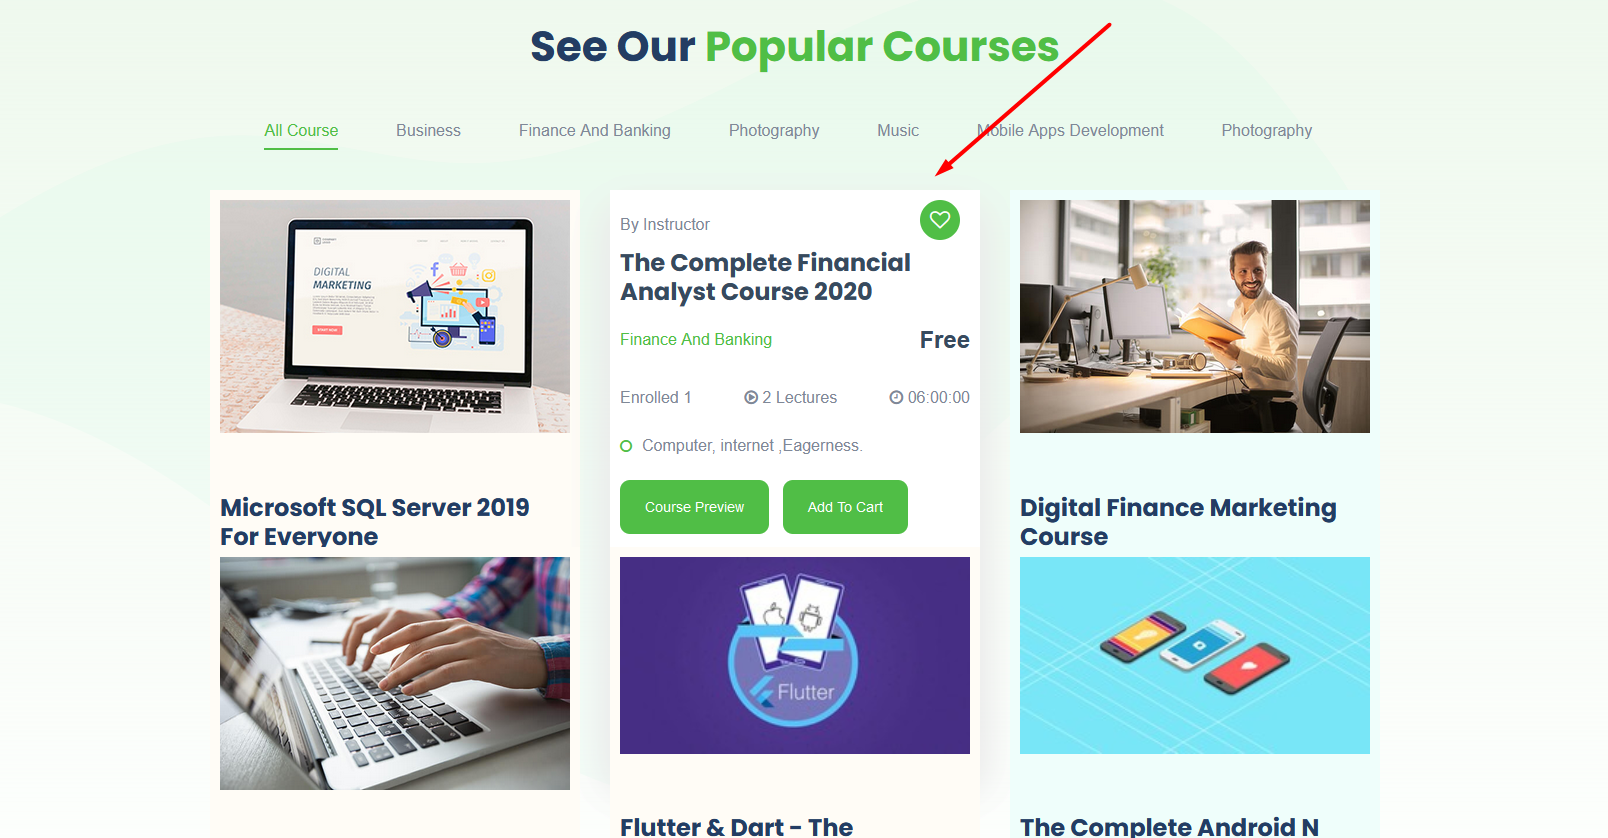 See Our Popular Courses
All Course Business Finance And Banking Photography Music Mobile Apps Development Photography
DIGITAL
MARKETING
By Instructor
The Complete Financial
Analyst Course 2020
Finance And Banking Free
Enrolled 1 2 Lectures 06:00:00
Computer, internet ,Eagerness.
Course Preview Add To Cart
Microsoft SQL Server 2019
For Everyone
Digital Finance Marketing
Course
Flutter
Flutter & Dart - The
The Complete Android N